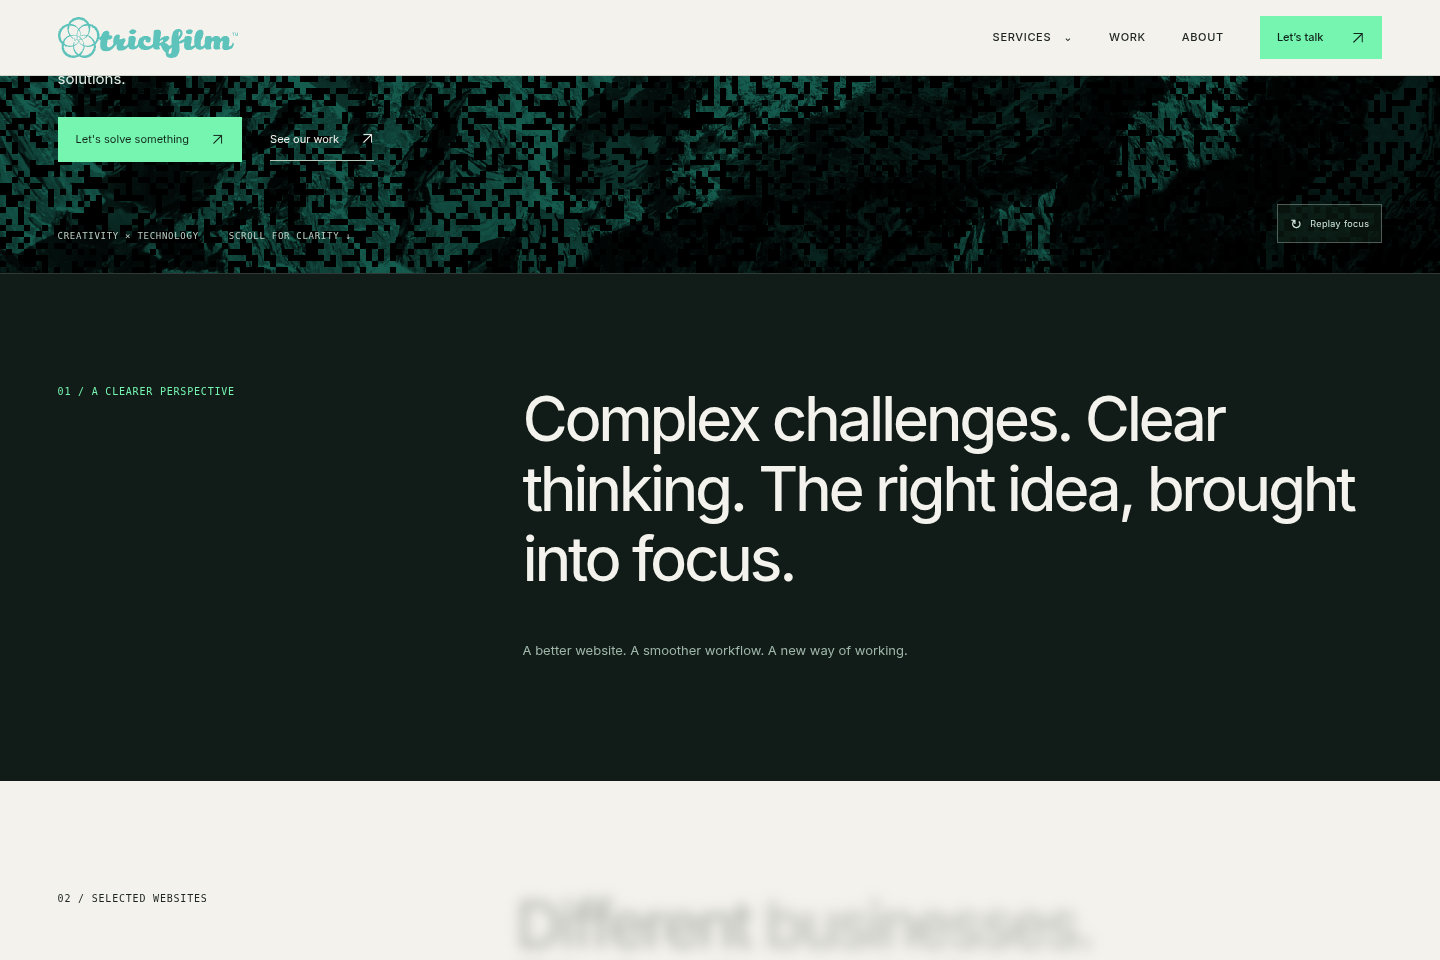 trickfilm™
SERVICES
WORK
ABOUT
Let's talk
solutions.
Let's solve something
See our work
CREATIVITY × TECHNOLOGY
SCROLL FOR CLARITY ↓
Replay focus
01 / A CLEARER PERSPECTIVE
Complex challenges. Clear
thinking. The right idea, brought
into focus.
A better website. A smoother workflow. A new way of working.
02 / SELECTED WEBSITES
Different businesses.